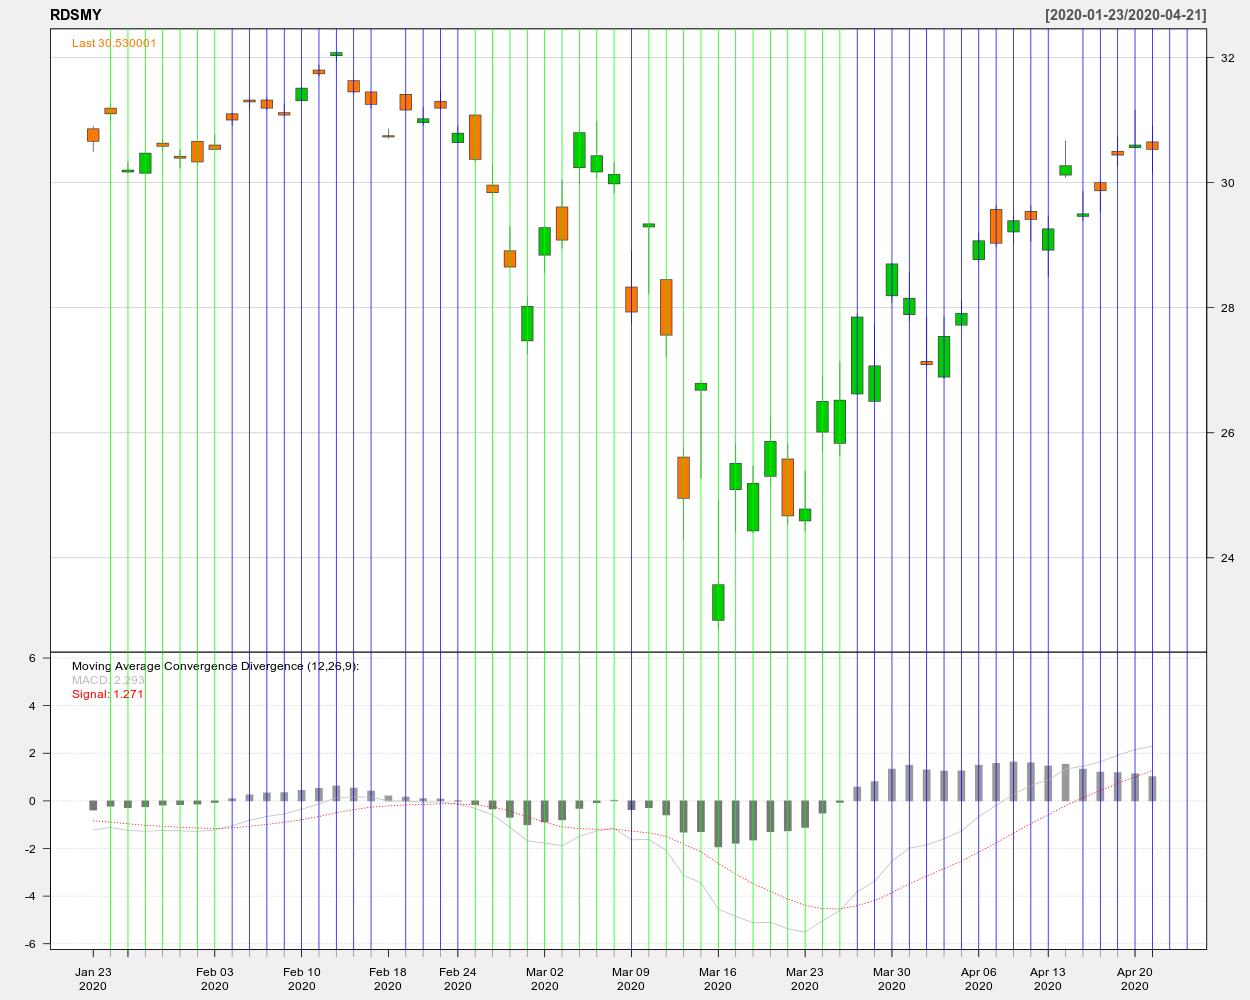 RDSMY [2020-01-23/2020-04-21]
Last 30.530001
32
30
28
26
24
Moving Average Convergence Divergence (12,26,9):
MACD: 2.293
Signal: 1.271
6
4
2
0
-2
-4
-6
Jan 23 Feb 03 Feb 10 Feb 18 Feb 24 Mar 02 Mar 09 Mar 16 Mar 23 Mar 30 Apr 06 Apr 13 Apr 20
2020 2020 2020 2020 2020 2020 2020 2020 2020 2020 2020 2020 2020